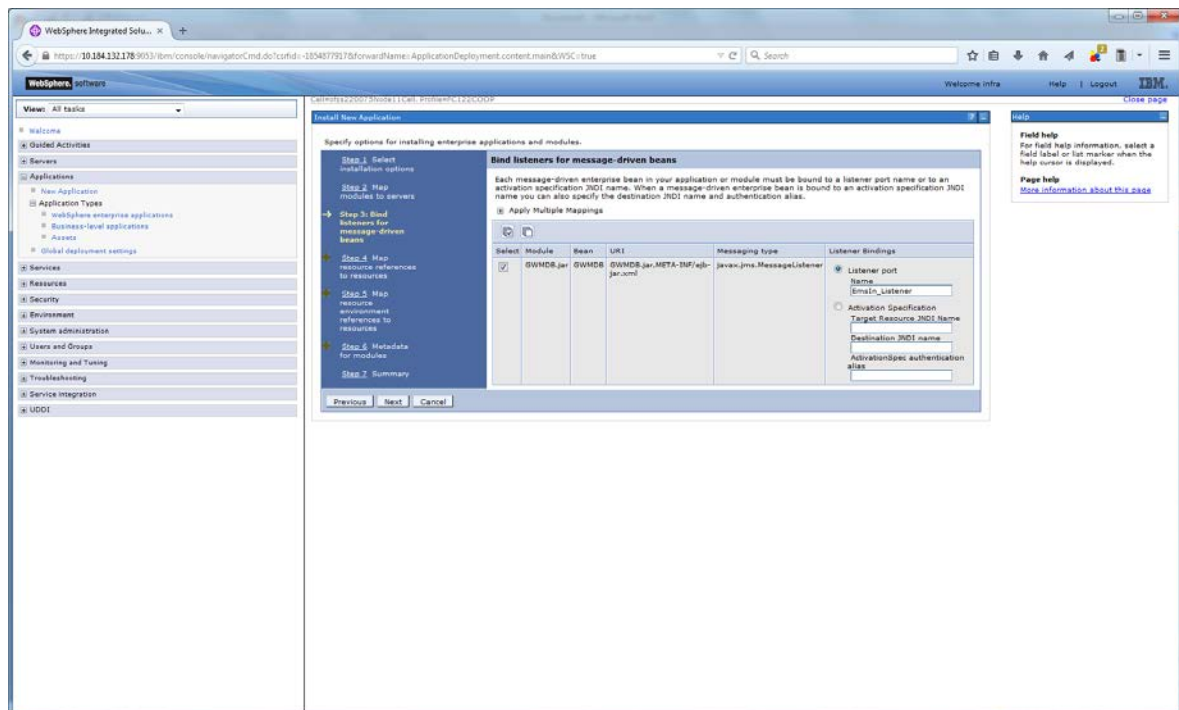 WebSphere Integrated Solu... × +
https://10.184.132.178:9053/ibm/console/navigatorCmd.do?csrfid=-1854877917&forwardName=ApplicationDeployment.content.main&WSC=true
Search
2
WebSphere. software
Welcome infra
Help | Logout
IBM.
View: All tasks
Welcome
Guided Activities
Servers
Applications
New Application
Application Types
WebSphere enterprise applications
Business-level applications
Assets
Global deployment settings
Services
Resources
Security
Environment
System administration
Users and Groups
Monitoring and Tuning
Troubleshooting
Service integration
UDDI
Close page
Install New Application
Specify options for installing enterprise applications and modules.
Step 1 Select
installation options
Step 2 Map
modules to servers
Step 3: Bind
listeners for
message-driven
beans
Step 4 Map
resource references
to resources
Step 5 Map
resource
environment
references to
resources
Step 6 Metadata
for modules
Step 7 Summary
Bind listeners for message-driven beans
Each message-driven enterprise bean in your application or module must be bound to a listener port name or to an
activation specification JNDI name. When a message-driven enterprise bean is bound to an activation specification JNDI
name you can also specify the destination JNDI name and authentication alias.
Apply Multiple Mappings
Select Module Bean URI Messaging type Listener Bindings
GWMDB.jar GWMDB GWMDB.jar,META-INF/ejb-
jar.xml
javax.jms.MessageListener
Listener port
Name
EmsIn_Listener
Activation Specification
Target Resource JNDI Name
Destination JNDI name
ActivationSpec authentication
alias
Previous Next Cancel
Help
Field help
For field help information, select a
field label or list marker when the
help cursor is displayed.
Page help
More information about this page